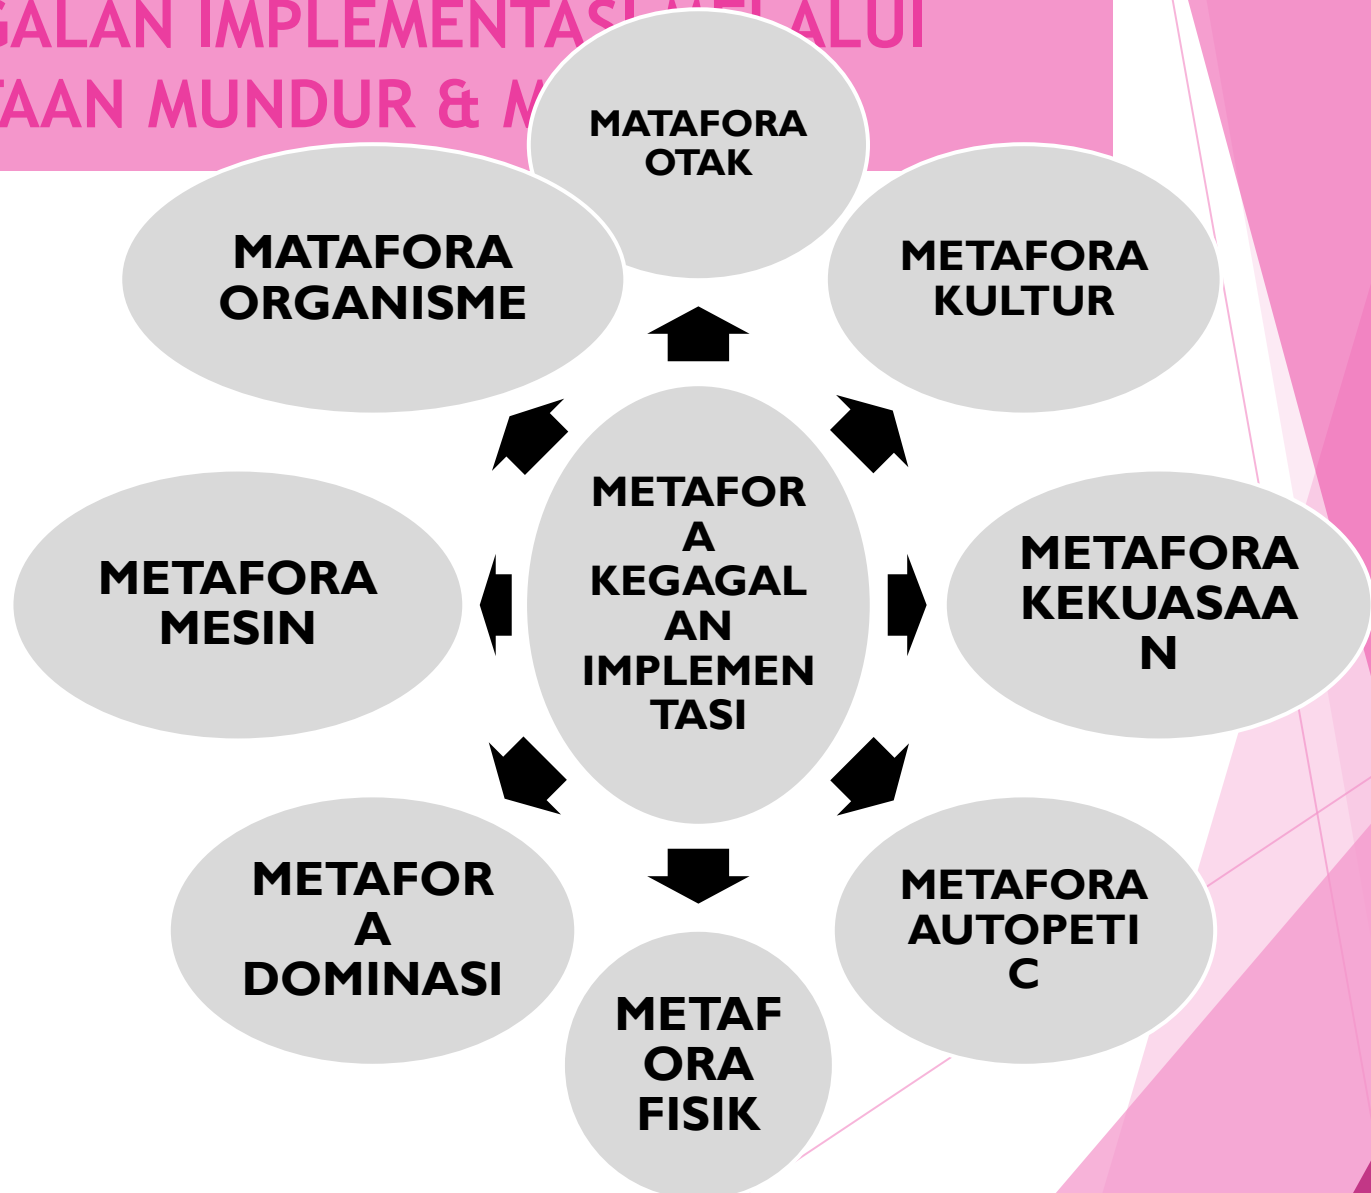 GALAN IMPLEMENTASI MELALUI
TAAN MUNDUR & M
MATAFORA
OTAK
METAFORA
KULTUR
METAFORA
KEKUASAA
N
METAFORA
AUTOPETI
C
METAF
ORA
FISIK
METAFOR
A
DOMINASI
METAFORA
MESIN
MATAFORA
ORGANISME
METAFOR
A
KEGAGAL
AN
IMPLEMEN
TASI